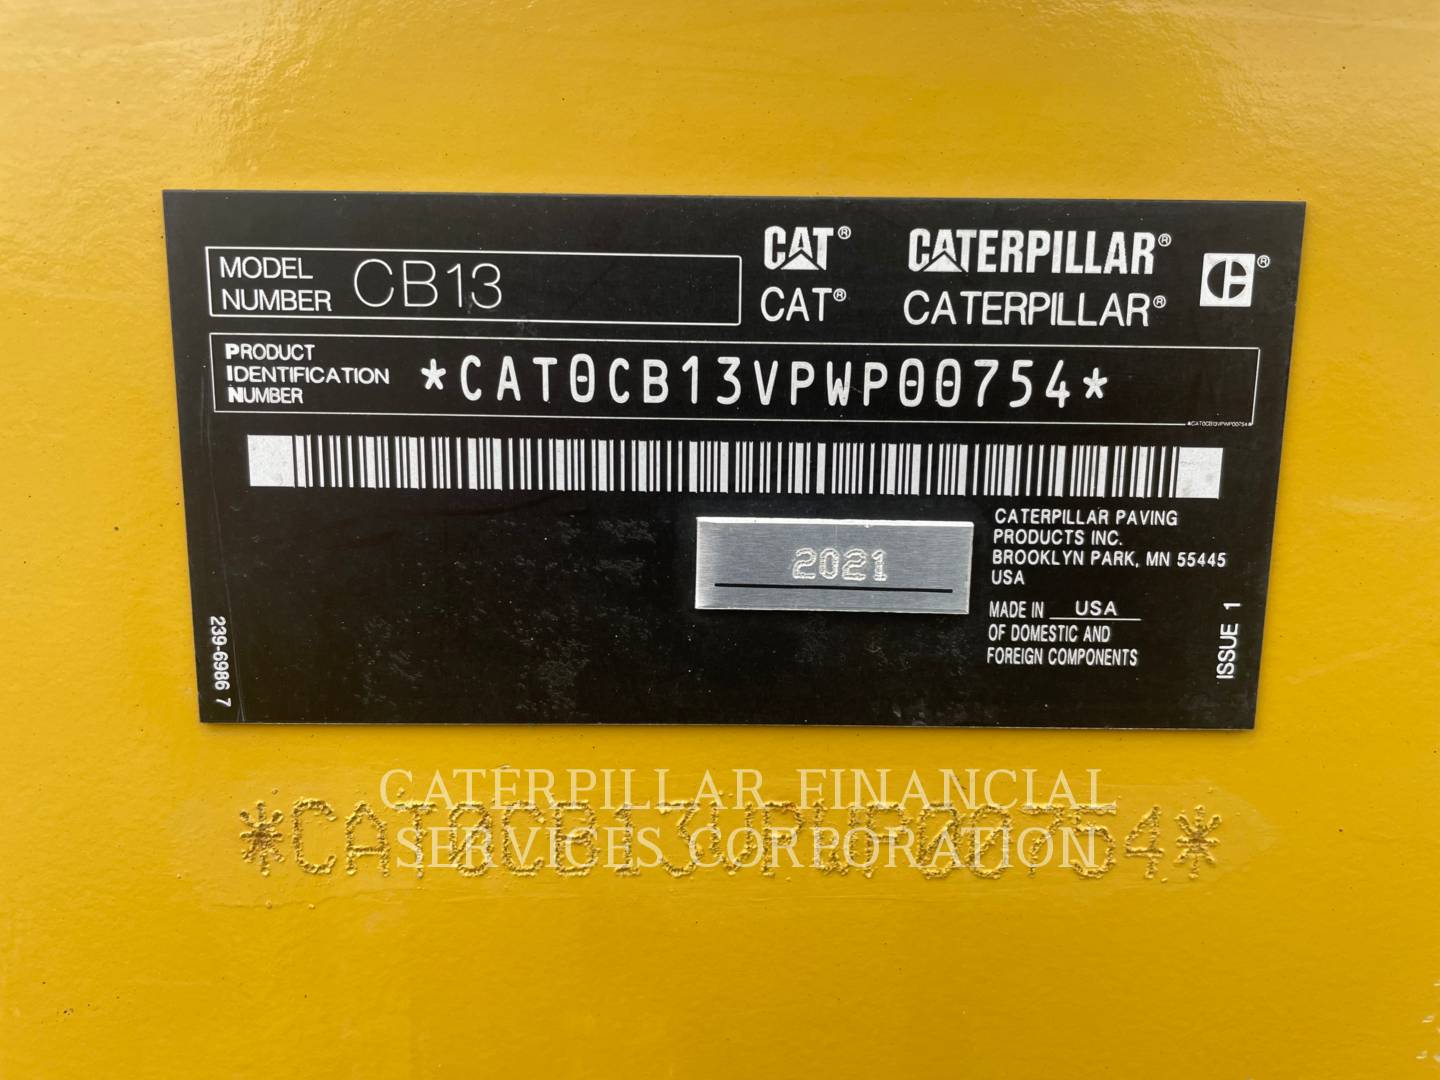 MODEL NUMBER CB13
CAT® CATERPILLAR®
CAT® CATERPILLAR®
PRODUCT IDENTIFICATION NUMBER *CAT0CB13VPWP00754*
*CAT0CB13VPWP00754*
2021
CATERPILLAR PAVING
PRODUCTS INC.
BROOKLYN PARK, MN 55445
USA
MADE IN USA
OF DOMESTIC AND
FOREIGN COMPONENTS
239-6986 7
ISSUE 1
CATERPILLAR FINANCIAL
SERVICES CORPORATION
*CAT0CB13VPWP00754*